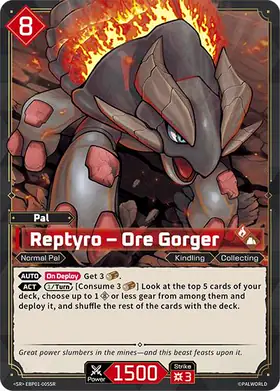 8
Pal
Reptyro – Ore Gorger
Normal Pal
Kindling
Collecting
AUTO On Deploy Get 3 .
ACT 1/Turn [Consume 3 ] Look at the top 5 cards of your
deck, choose up to 1 or less gear from among them and
deploy it, and shuffle the rest of the cards with the deck.
Great power slumbers in the mines—and this beast feasts upon it.
Power 1500 Strike 3
<SR> EBP01-005SR
©PALWORLD